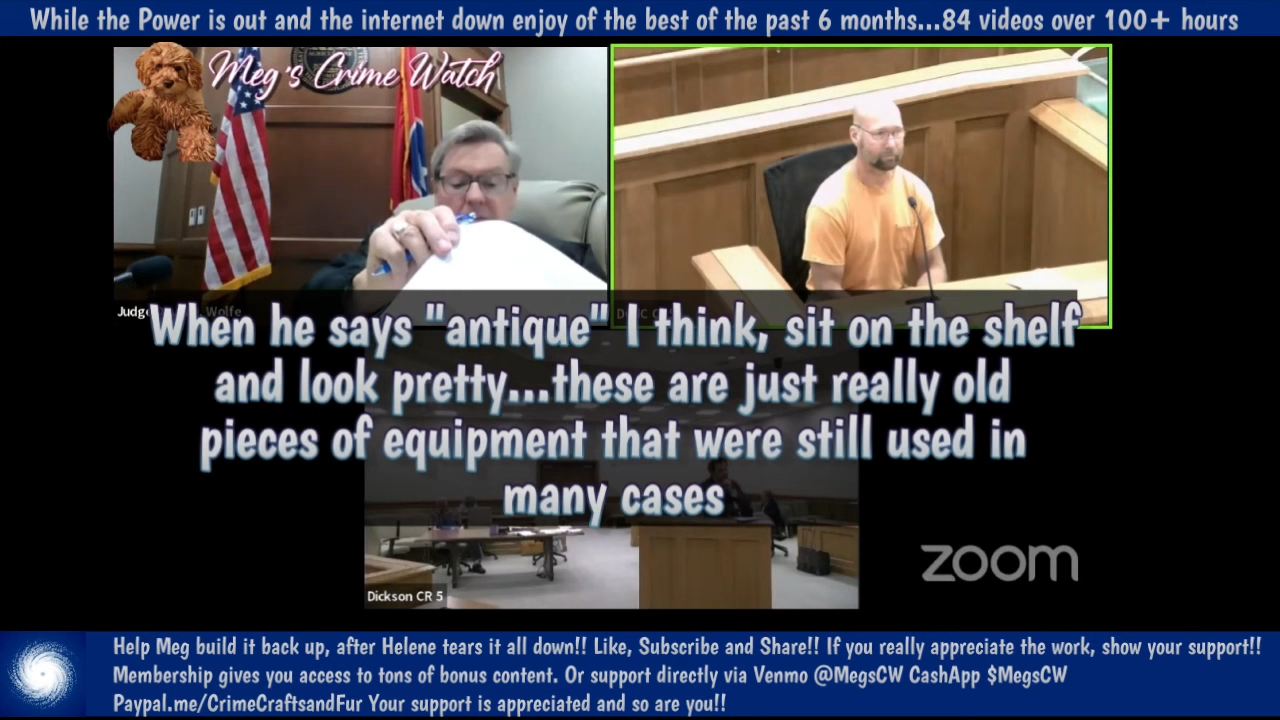 While the Power is out and the internet down enjoy of the best of the past 6 months...84 videos over 100+ hours
Meg's Crime Watch
Judge Wolfe
When he says "antique" I think, sit on the shelf
and look pretty...these are just really old
pieces of equipment that were still used in
many cases
zoom
Dickson CR 5
Help Meg build it back up, after Helene tears it all down!! Like, Subscribe and Share!! If you really appreciate the work, show your support!!
Membership gives you access to tons of bonus content. Or support directly via Venmo @MegsCW CashApp $MegsCW
Paypal.me/CrimeCraftsandFur Your support is appreciated and so are you!!